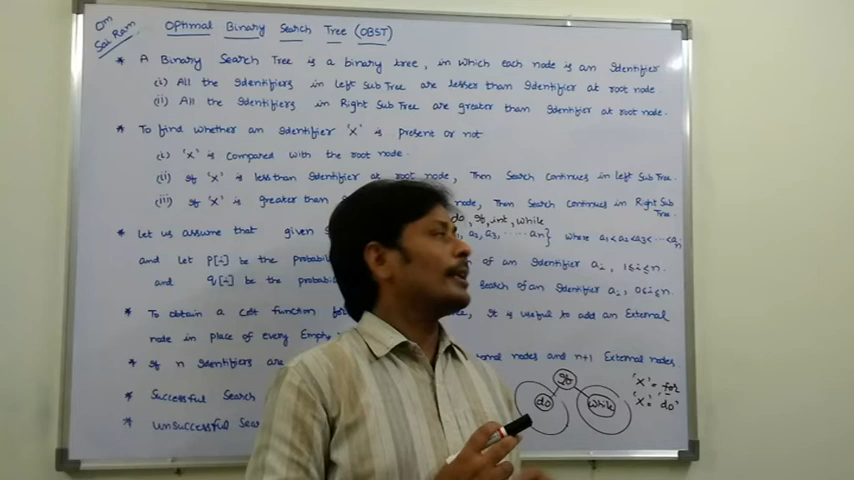 Om
Sai Ram
Optimal Binary Search Tree (OBST)
* A Binary Search Tree is a binary tree, in which each node is an Identifier
(i) All the Identifiers in left Sub Tree are lesser than Identifier at root node.
(ii) All the Identifiers in Right Sub Tree are greater than Identifier at root node.
* To find whether an Identifier 'X' is present or not
(i) 'X' is compared with the root node.
(ii) If 'X' is less than Identifier at root node, Then Search continues in left Sub Tree.
(iii) If 'X' is greater than node, Then Search continues in Right Sub Tree.
do, if, int, while
* Let us assume that given a1, a2, a3, ..... an} where a1<a2<a3<...<an
and let p[i] be the of an Identifier ai, 1≤i≤n.
and q[i] be the Search of an Identifier ai, 0≤i≤n.
* To obtain a cost function for It is useful to add an External
node in place of every Empty
* If n Identifiers are nodes and n+1 External nodes
* Successful Search
* Unsuccessful
if
do
while
'X' = for
'X' = 'do'